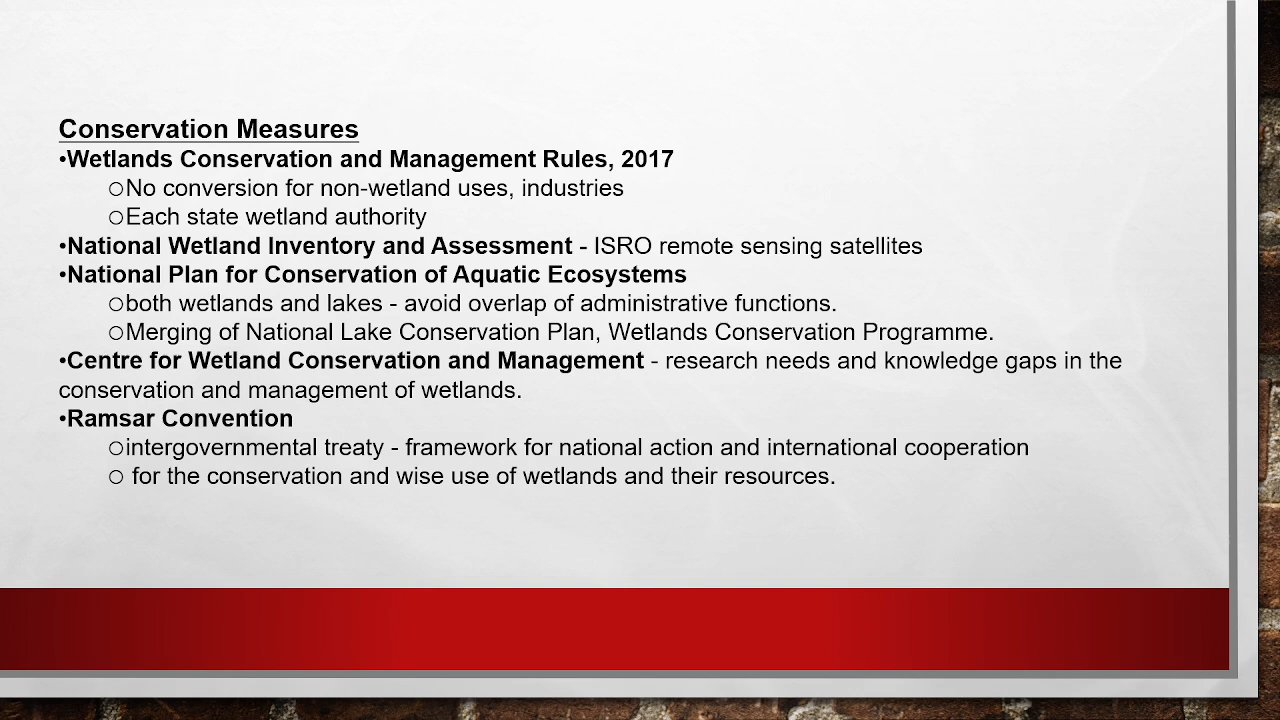 Conservation Measures
•Wetlands Conservation and Management Rules, 2017
○No conversion for non-wetland uses, industries
○Each state wetland authority
•National Wetland Inventory and Assessment - ISRO remote sensing satellites
•National Plan for Conservation of Aquatic Ecosystems
○both wetlands and lakes - avoid overlap of administrative functions.
○Merging of National Lake Conservation Plan, Wetlands Conservation Programme.
•Centre for Wetland Conservation and Management - research needs and knowledge gaps in the
conservation and management of wetlands.
•Ramsar Convention
○intergovernmental treaty - framework for national action and international cooperation
○ for the conservation and wise use of wetlands and their resources.